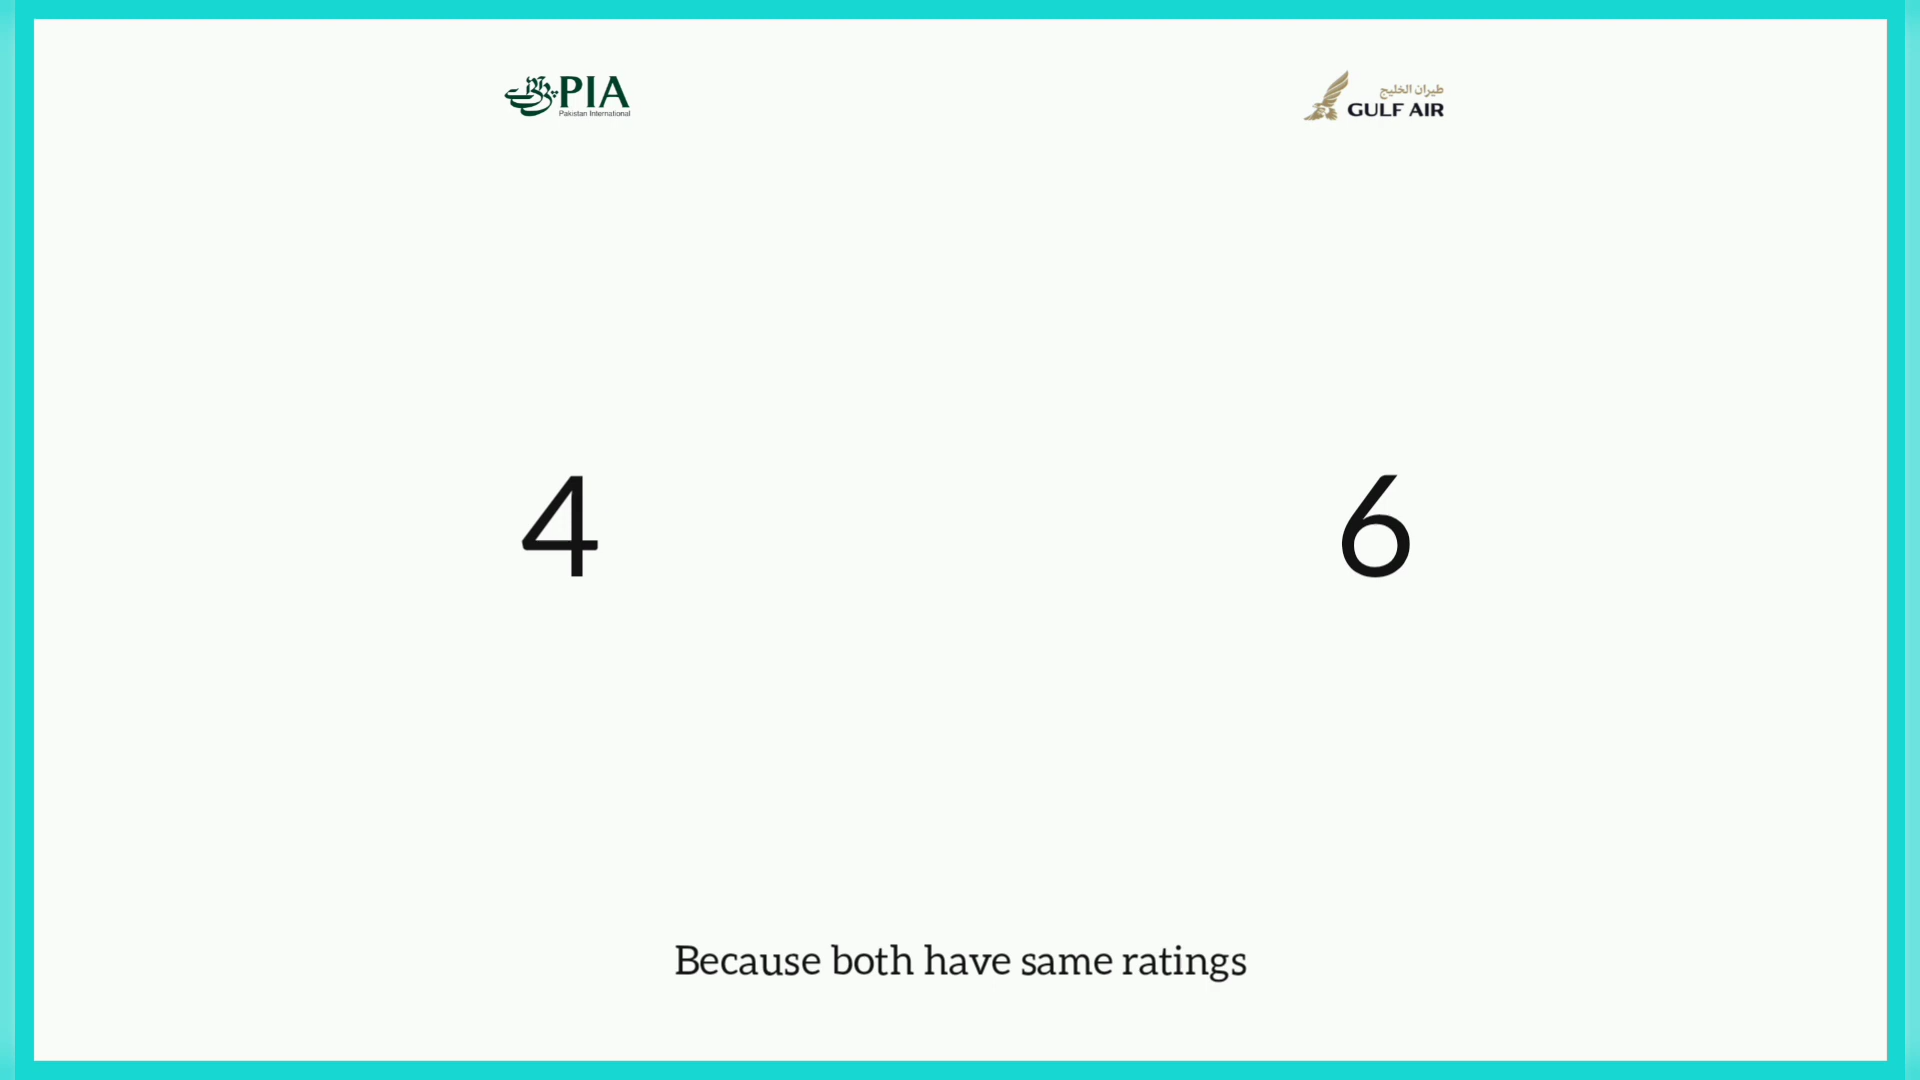 PIA
Pakistan International
طيران الخليج
GULF AIR
4
6
Because both have same ratings